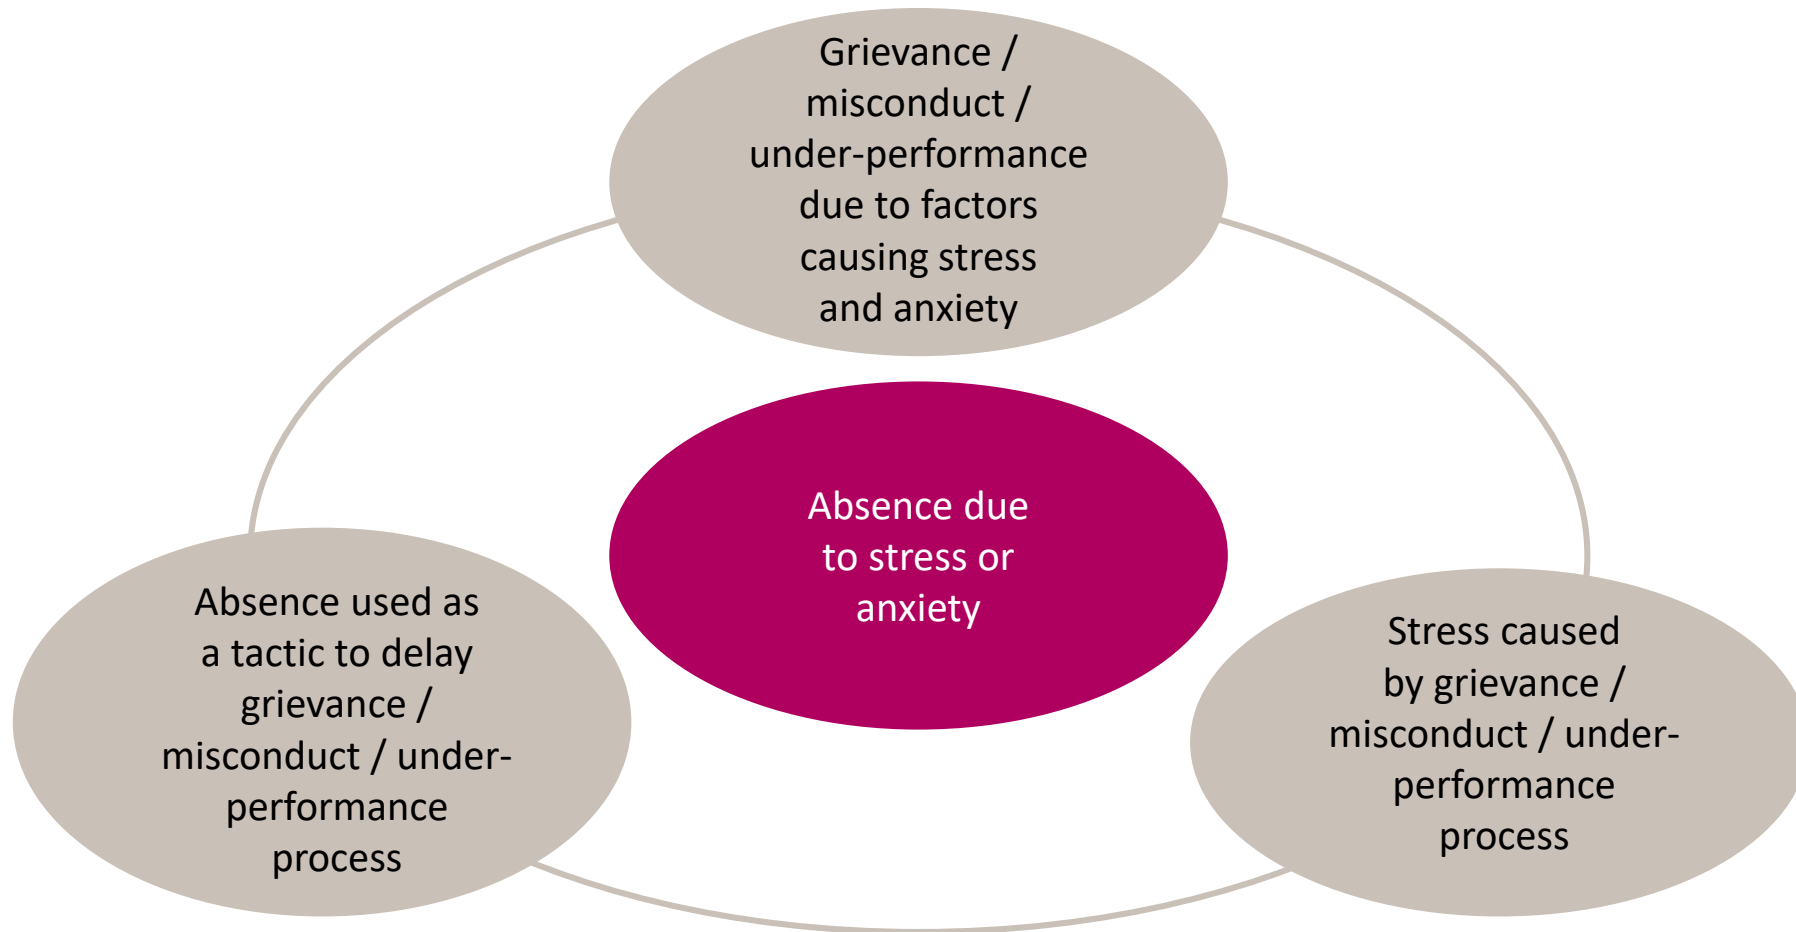 Grievance /
misconduct /
under-performance
due to factors
causing stress
and anxiety
Absence due
to stress or
anxiety
Absence used as
a tactic to delay
grievance /
misconduct / under-
performance
process
Stress caused
by grievance /
misconduct / under-
performance
process